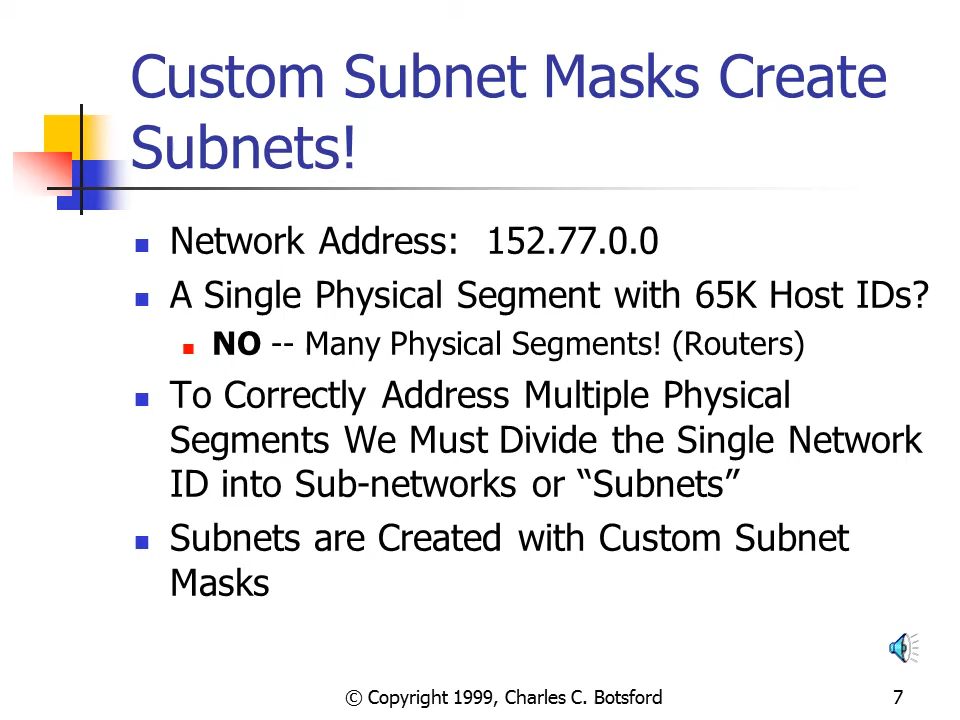 Custom Subnet Masks Create
Subnets!
Network Address:  152.77.0.0
A Single Physical Segment with 65K Host IDs?
NO -- Many Physical Segments! (Routers)
To Correctly Address Multiple Physical
Segments We Must Divide the Single Network
ID into Sub-networks or “Subnets”
Subnets are Created with Custom Subnet
Masks
© Copyright 1999, Charles C. Botsford
7